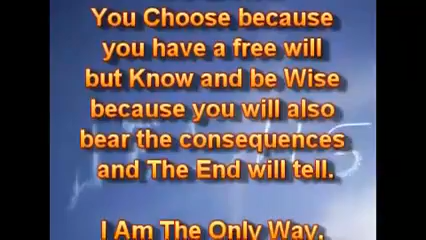 You Choose because
you have a free will
but Know and be Wise
because you will also
bear the consequences
and The End will tell.
I Am The Only Way.